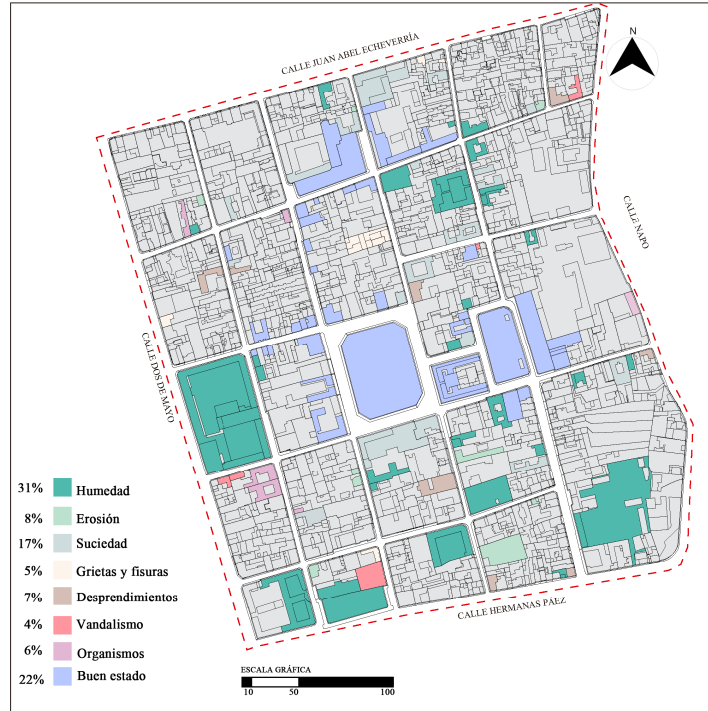 CALLE JUAN ABEL ECHEVERRÍA
N
CALLE NAPO
CALLE DOS DE MAYO
31% Humedad
8% Erosión
17% Suciedad
5% Grietas y fisuras
7% Desprendimientos
4% Vandalismo
6% Organismos
22% Buen estado
CALLE HERMANAS PÁEZ
ESCALA GRÁFICA
10 50 100